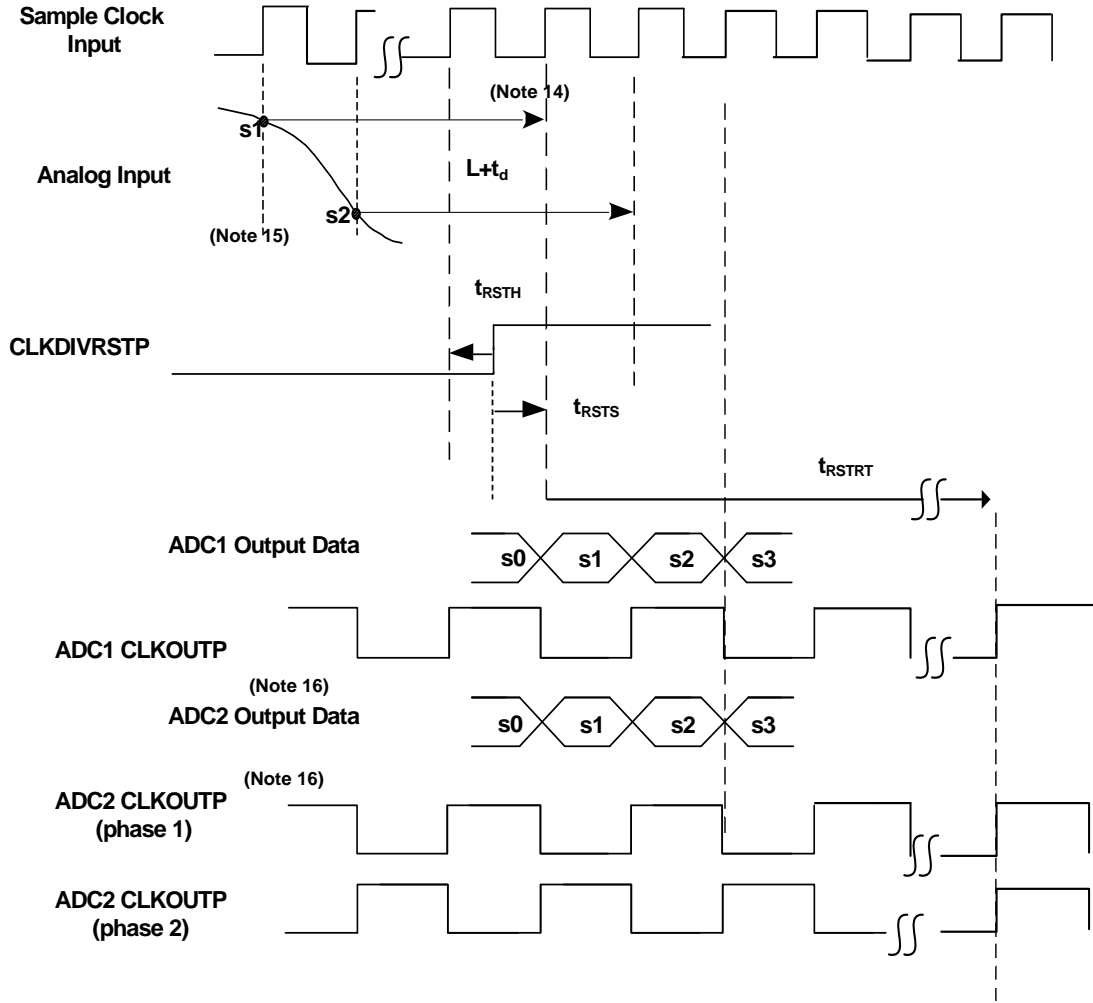 Sample Clock
Input
(Note 14)
s1
L+td
Analog Input
s2
(Note 15)
tRSTH
CLKDIVRSTP
tRSTS
tRSTRT
ADC1 Output Data
s0 s1 s2 s3
ADC1 CLKOUTP
(Note 16)
ADC2 Output Data
s0 s1 s2 s3
(Note 16)
ADC2 CLKOUTP
(phase 1)
ADC2 CLKOUTP
(phase 2)